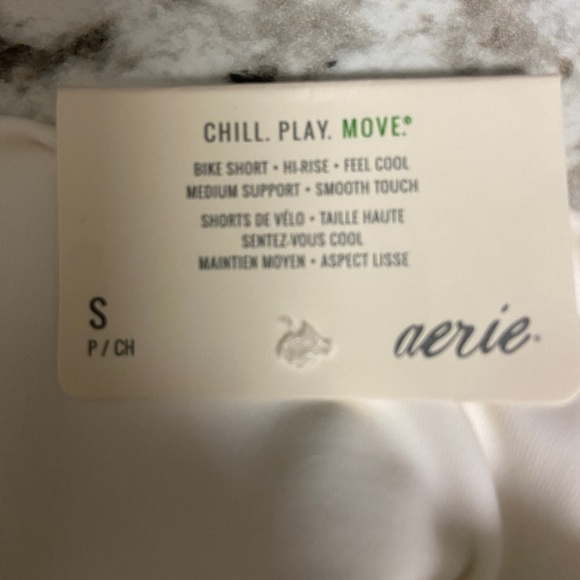 CHILL. PLAY. MOVE.®
BIKE SHORT • HI-RISE • FEEL COOL
MEDIUM SUPPORT • SMOOTH TOUCH
SHORTS DE VÉLO • TAILLE HAUTE
SENTEZ-VOUS COOL
MAINTIEN MOYEN • ASPECT LISSE
S
P / CH
aerie®